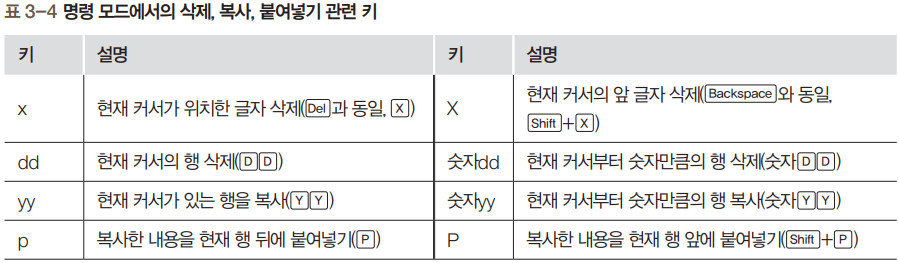 표 3-4 명령 모드에서의 삭제, 복사, 붙여넣기 관련 키
키 설명 키 설명
x 현재 커서가 위치한 글자 삭제(Del과 동일, X) X 현재 커서의 앞 글자 삭제(Backspace와 동일,
Shift+X)
dd 현재 커서의 행 삭제(DD) 숫자dd 현재 커서부터 숫자만큼의 행 삭제(숫자DD)
yy 현재 커서가 있는 행을 복사(YY) 숫자yy 현재 커서부터 숫자만큼의 행 복사(숫자YY)
p 복사한 내용을 현재 행 뒤에 붙여넣기(P) P 복사한 내용을 현재 행 앞에 붙여넣기(Shift+P)